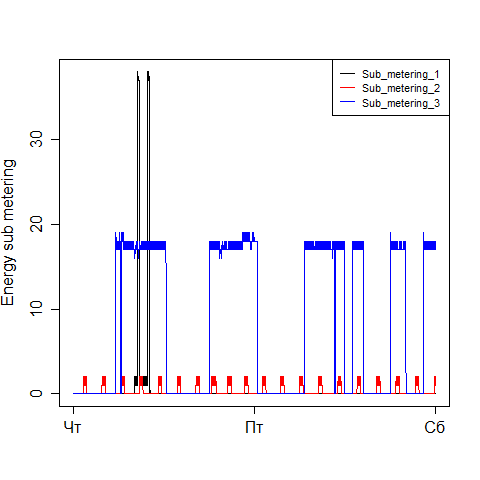 Sub_metering_1
Sub_metering_2
Sub_metering_3
Energy sub metering
30
20
10
0
Чт
Пт
Сб